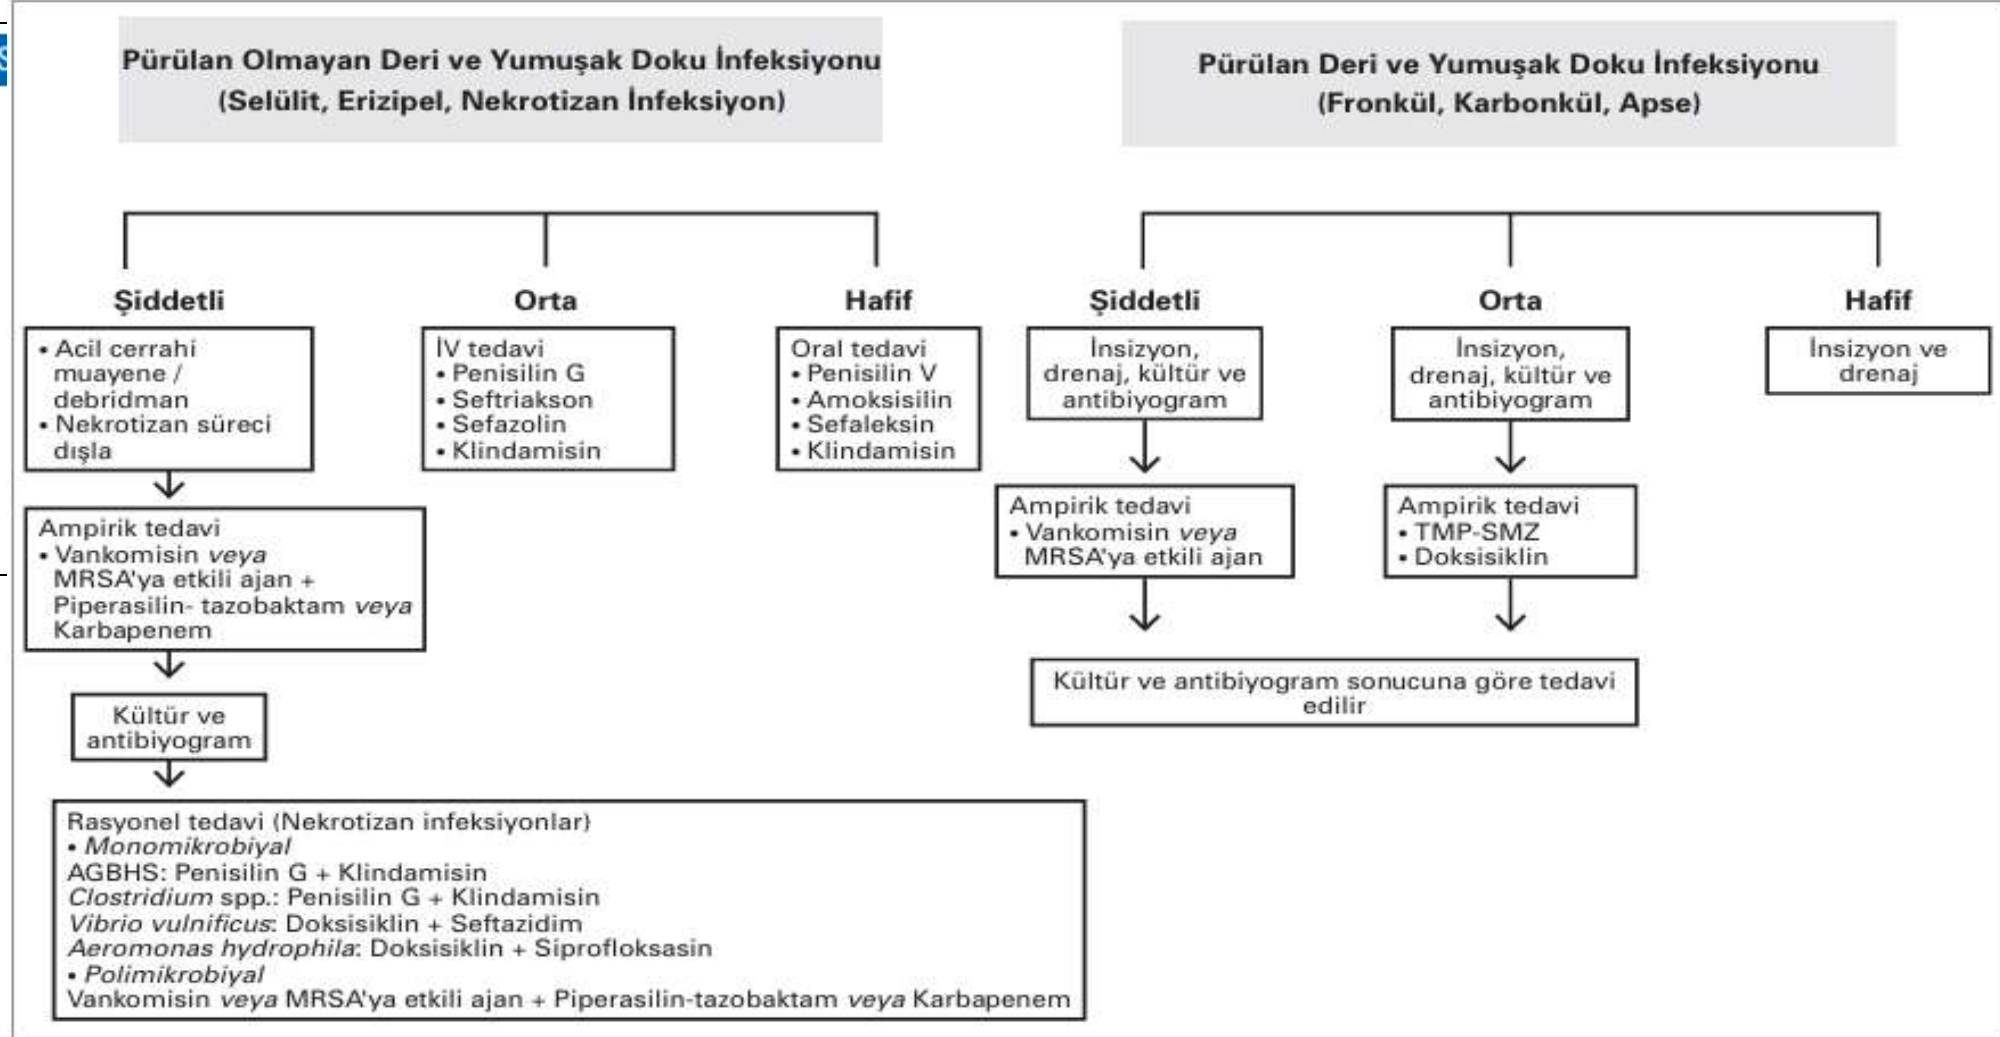 Pürülan Olmayan Deri ve Yumuşak Doku İnfeksiyonu
(Selülit, Erizipel, Nekrotizan İnfeksiyon)
Şiddetli
• Acil cerrahi
muayene /
debridman
• Nekrotizan süreci
dışla
Ampirik tedavi
• Vankomisin veya
MRSA'ya etkili ajan +
Piperasilin- tazobaktam veya
Karbapenem
Kültür ve
antibiyogram
Rasyonel tedavi (Nekrotizan infeksiyonlar)
• Monomikrobiyal
AGBHS: Penisilin G + Klindamisin
Clostridium spp.: Penisilin G + Klindamisin
Vibrio vulnificus: Doksisiklin + Seftazidim
Aeromonas hydrophila: Doksisiklin + Siprofloksasin
• Polimikrobiyal
Vankomisin veya MRSA'ya etkili ajan + Piperasilin-tazobaktam veya Karbapenem
Orta
İV tedavi
• Penisilin G
• Seftriakson
• Sefazolin
• Klindamisin
Hafif
Oral tedavi
• Penisilin V
• Amoksisilin
• Sefaleksin
• Klindamisin
Pürülan Deri ve Yumuşak Doku İnfeksiyonu
(Fronkül, Karbonkül, Apse)
Şiddetli
İnsizyon,
drenaj, kültür ve
antibiyogram
Ampirik tedavi
• Vankomisin veya
MRSA'ya etkili ajan
Orta
İnsizyon,
drenaj, kültür ve
antibiyogram
Ampirik tedavi
• TMP-SMZ
• Doksisiklin
Kültür ve antibiyogram sonucuna göre tedavi
edilir
Hafif
İnsizyon ve
drenaj